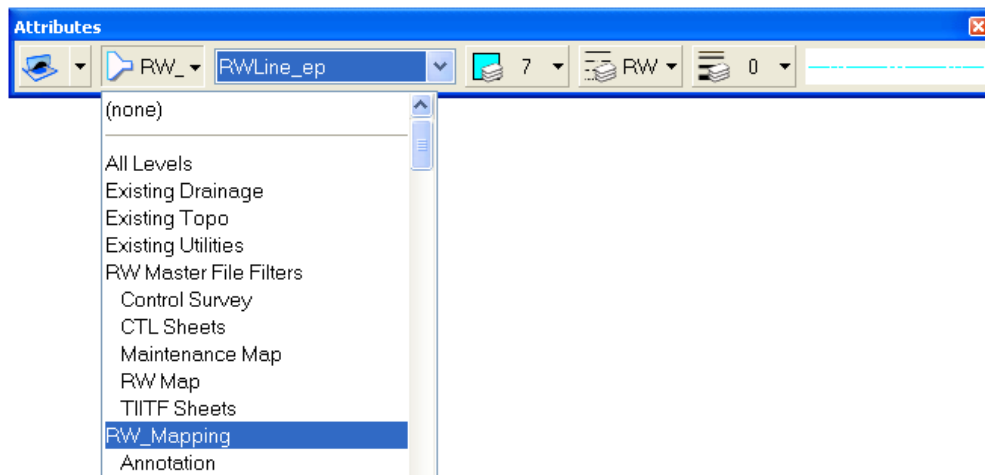 Attributes
RW_ RWLine_ep 7 RW 0
(none)
All Levels
Existing Drainage
Existing Topo
Existing Utilities
RW Master File Filters
Control Survey
CTL Sheets
Maintenance Map
RW Map
TIITF Sheets
RW_Mapping
Annotation